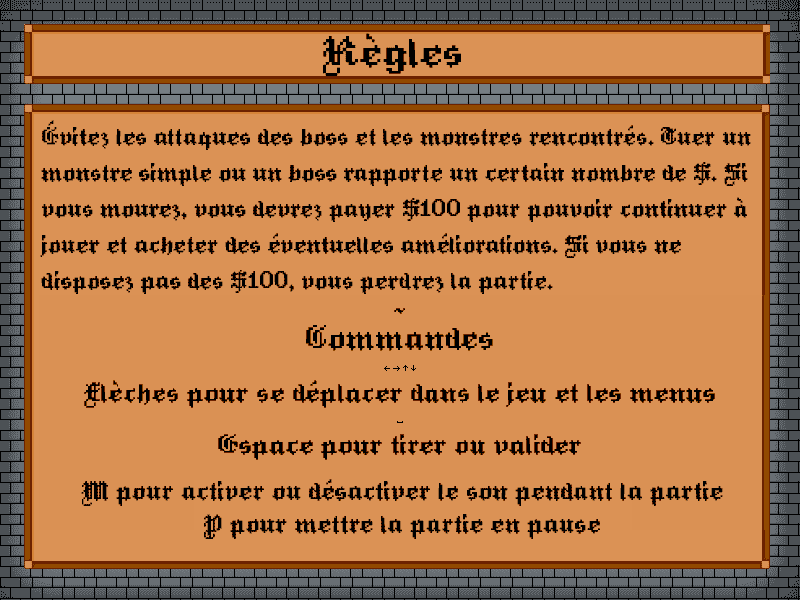 Règles
Évitez les attaques des boss et les monstres rencontrés. Tuer un
monstre simple ou un boss rapporte un certain nombre de $. Si
vous mourez, vous devrez payer $100 pour pouvoir continuer à
jouer et acheter des éventuelles améliorations. Si vous ne
disposez pas des $100, vous perdrez la partie.
~
Commandes
←→↑↓
Flèches pour se déplacer dans le jeu et les menus
⎵
Espace pour tirer ou valider
M pour activer ou désactiver le son pendant la partie
P pour mettre la partie en pause